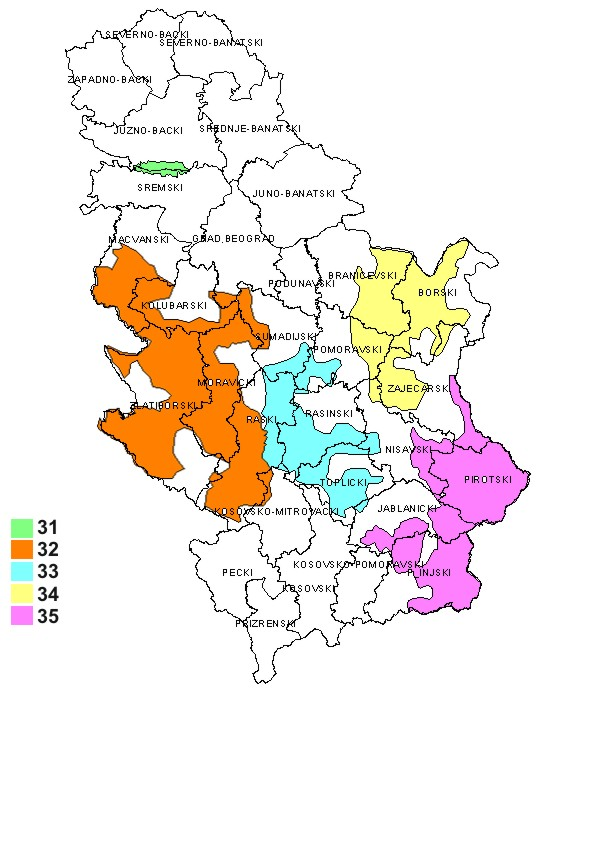 SEVERNO-BACKI
SEVERNO-BANATSKI
ZAPADNO-BACKI
JUZNO-BACKI
SREDNJE-BANATSKI
SREMSKI
JUNO-BANATSKI
MACVANSKI
GRAD,BEOGRAD
BRANICEVSKI
PODUNAVSKI
BORSKI
KOLUBARSKI
SUMADIJSKI
POMORAVSKI
MORAVICKI
ZAJECARSKI
ZLATIBORSKI
RASKI
RASINSKI
NISAVSKI
TOPLICKI
PIROTSKI
KOSOVSKO-MITROVACKI
JABLANICKI
PECKI
KOSOVSKO-POMORAVSKI
P INJSKI
KOSOVSKI
PRIZRENSKI
31
32
33
34
35